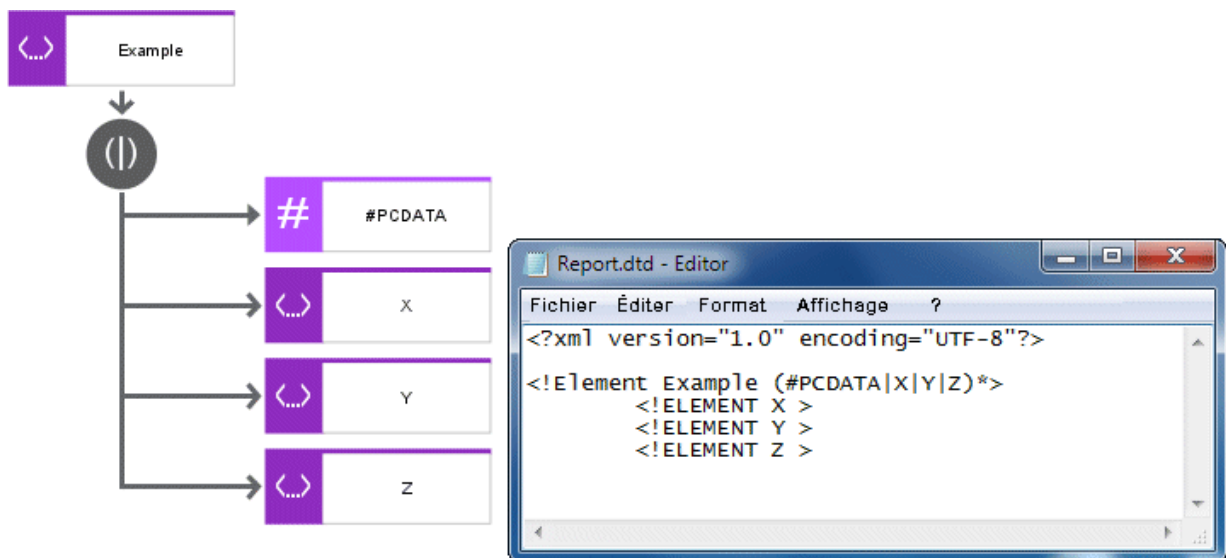 <...> Example
(|)
# #PCDATA
<...> X
<...> Y
<...> Z
Report.dtd - Editor
Fichier Éditer Format Affichage ?
<?xml version="1.0" encoding="UTF-8"?>
<!Element Example (#PCDATA|X|Y|Z)*>
<!ELEMENT X >
<!ELEMENT Y >
<!ELEMENT Z >